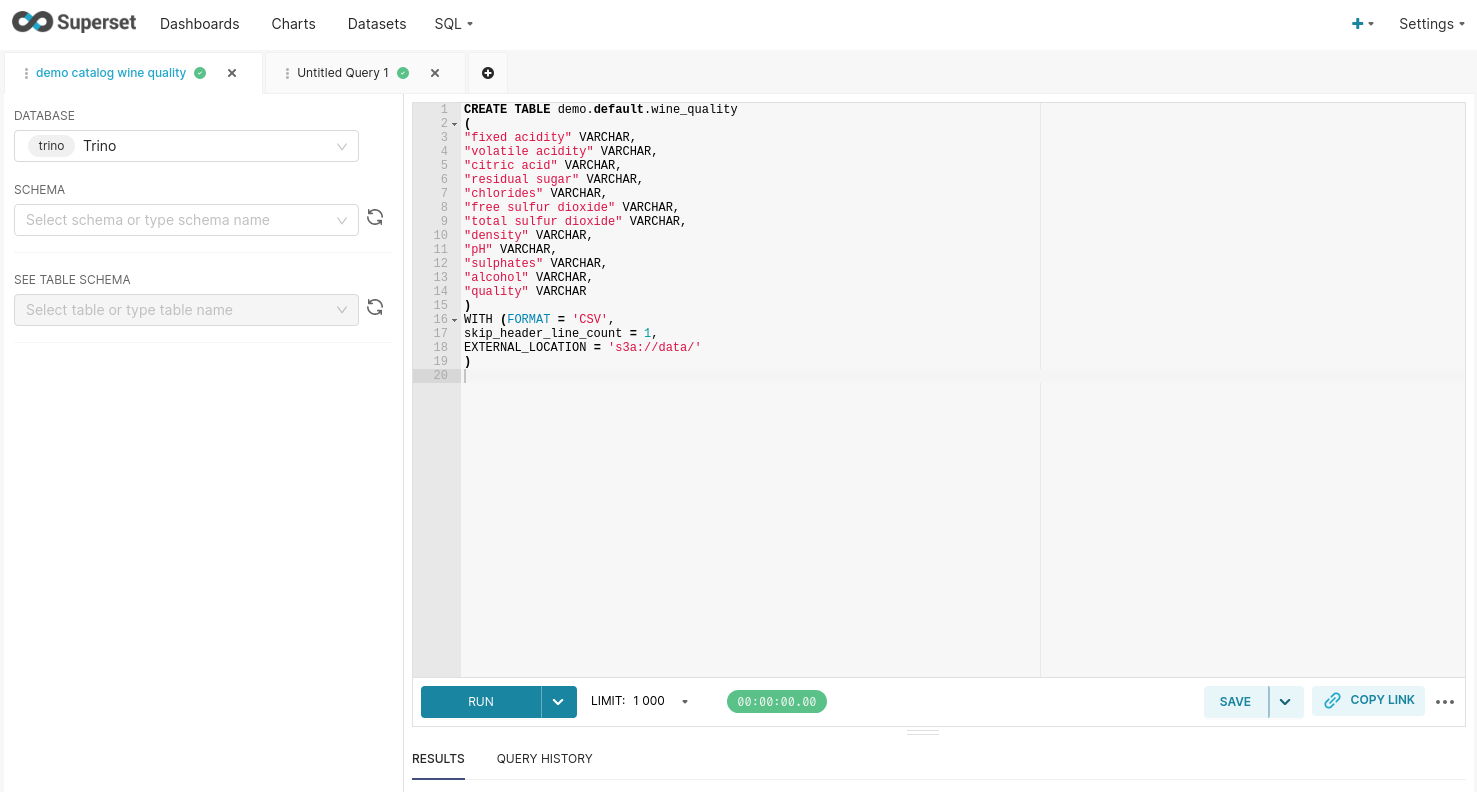 Superset Dashboards Charts Datasets SQL Settings
demo catalog wine quality Untitled Query 1
DATABASE
trino Trino
SCHEMA
Select schema or type schema name
SEE TABLE SCHEMA
Select table or type table name
1 CREATE TABLE demo.default.wine_quality
2 (
3 "fixed acidity" VARCHAR,
4 "volatile acidity" VARCHAR,
5 "citric acid" VARCHAR,
6 "residual sugar" VARCHAR,
7 "chlorides" VARCHAR,
8 "free sulfur dioxide" VARCHAR,
9 "total sulfur dioxide" VARCHAR,
10 "density" VARCHAR,
11 "pH" VARCHAR,
12 "sulphates" VARCHAR,
13 "alcohol" VARCHAR,
14 "quality" VARCHAR
15 )
16 WITH (FORMAT = 'CSV',
17 skip_header_line_count = 1,
18 EXTERNAL_LOCATION = 's3a://data/'
19 )
20
RUN LIMIT: 1 000 00:00:00.00 SAVE COPY LINK
RESULTS QUERY HISTORY